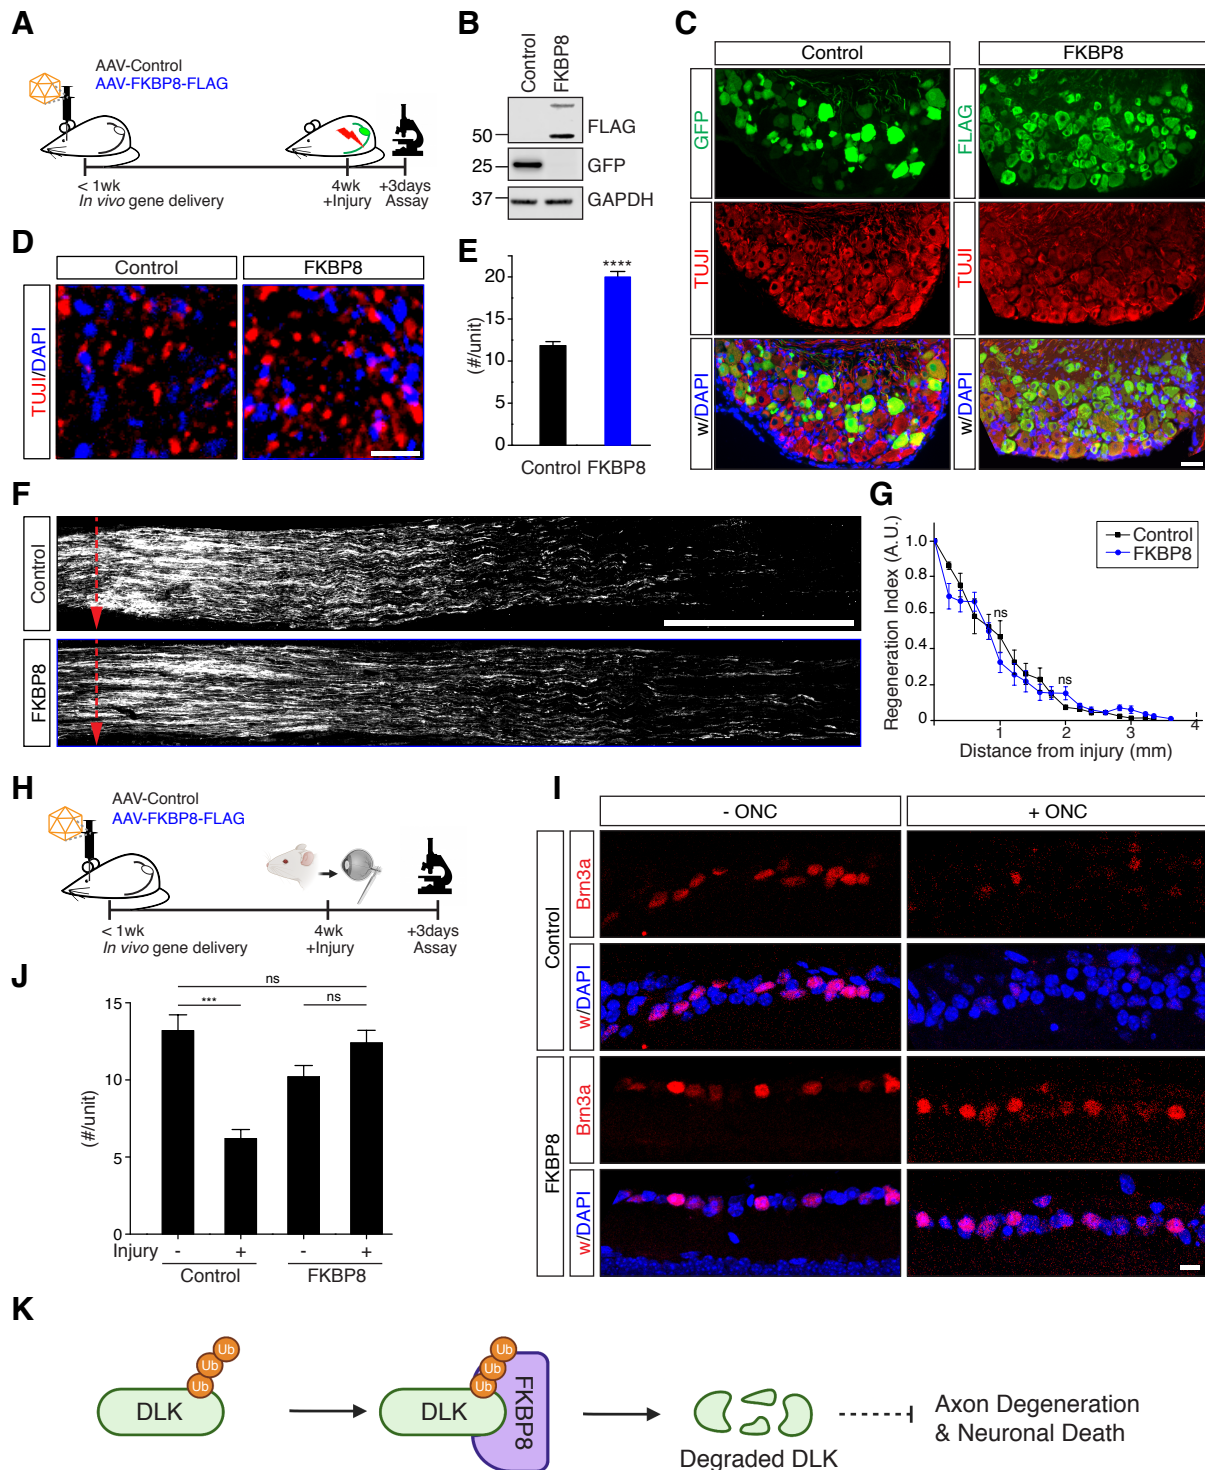 A
AAV-Control
AAV-FKBP8-FLAG
< 1wk
In vivo gene delivery
4wk
+Injury
+3days
Assay
B
Control
FKBP8
50
FLAG
25
GFP
37
GAPDH
C
Control
FKBP8
GFP
FLAG
TUJI
TUJI
w/DAPI
w/DAPI
D
Control
FKBP8
TUJI/DAPI
E
****
20
15
10
5
0
(#/unit)
Control FKBP8
F
Control
FKBP8
G
Regeneration Index (A.U.)
1.0
0.8
0.6
0.4
0.2
0
Control
FKBP8
ns
ns
1
2
3
4
Distance from injury (mm)
H
AAV-Control
AAV-FKBP8-FLAG
< 1wk
In vivo gene delivery
4wk
+Injury
+3days
Assay
I
- ONC
+ ONC
Control
Brn3a
w/DAPI
FKBP8
Brn3a
w/DAPI
J
ns
***
ns
15
10
5
0
(#/unit)
Injury - + - +
Control FKBP8
K
Ub
Ub
Ub
DLK
Ub
Ub
Ub
DLK
FKBP8
Degraded DLK
Axon Degeneration
& Neuronal Death